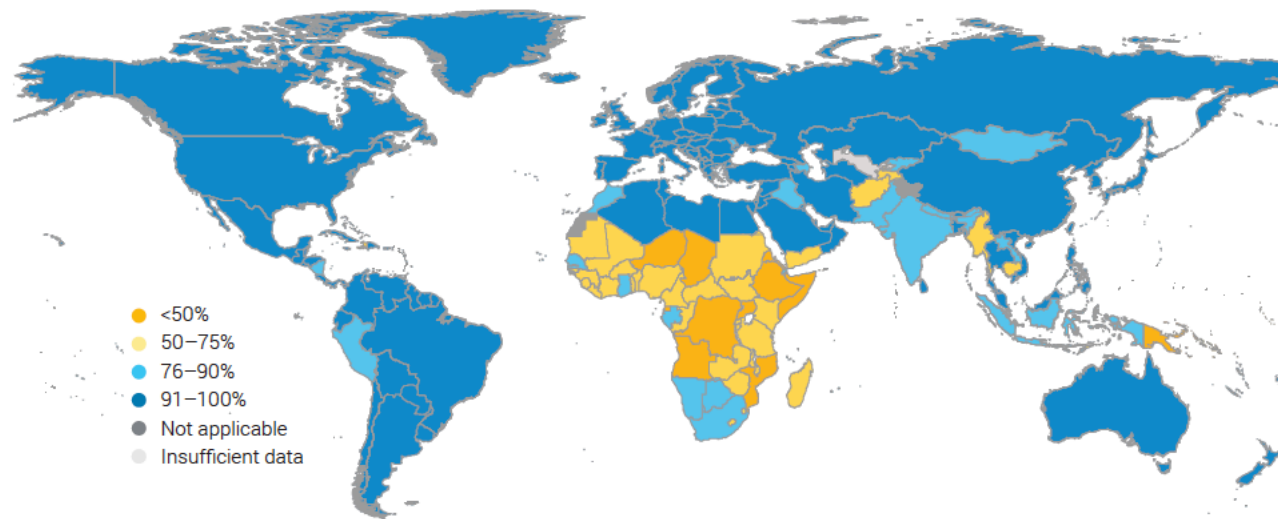 <50%
50–75%
76–90%
91–100%
Not applicable
Insufficient data